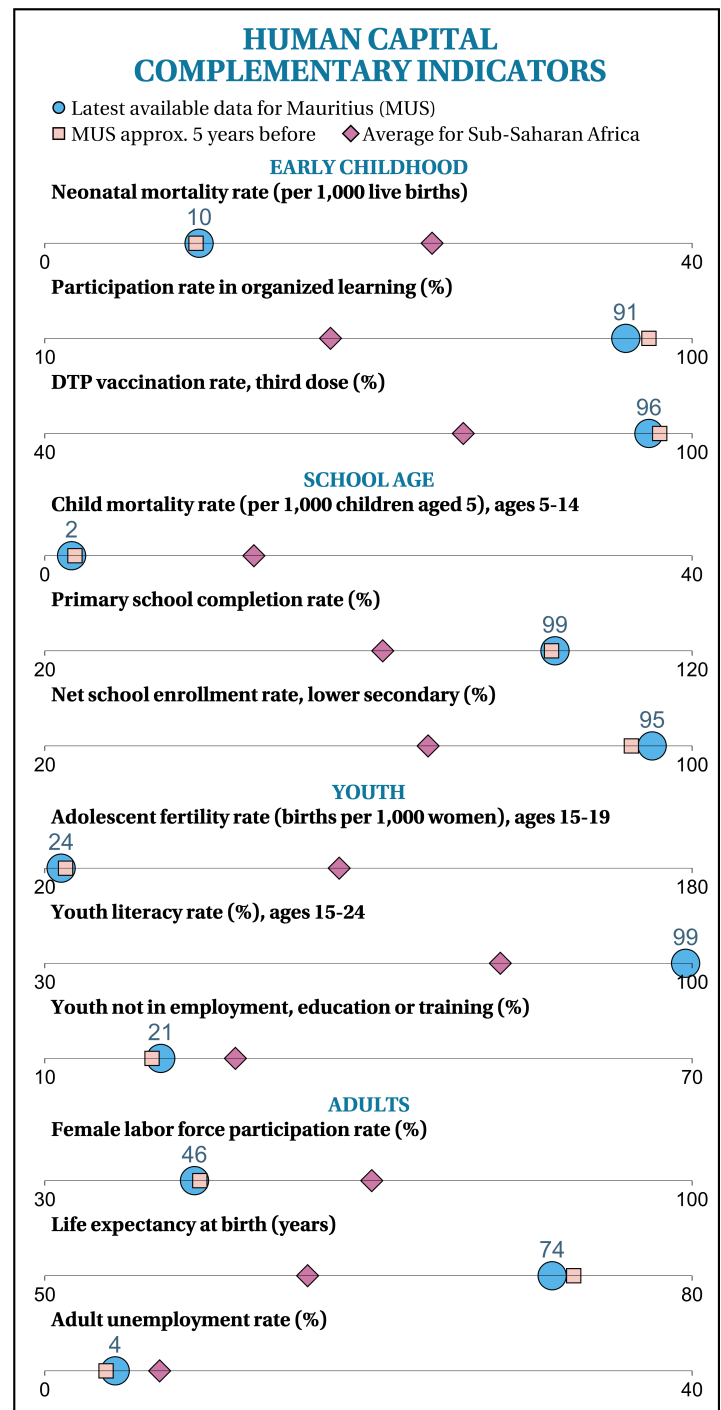 HUMAN CAPITAL
COMPLEMENTARY INDICATORS
Latest available data for Mauritius (MUS)
MUS approx. 5 years before Average for Sub-Saharan Africa
EARLY CHILDHOOD
Neonatal mortality rate (per 1,000 live births)
10
0 40
Participation rate in organized learning (%)
91
10 100
DTP vaccination rate, third dose (%)
96
40 100
SCHOOL AGE
Child mortality rate (per 1,000 children aged 5), ages 5-14
2
0 40
Primary school completion rate (%)
99
20 120
Net school enrollment rate, lower secondary (%)
95
20 100
YOUTH
Adolescent fertility rate (births per 1,000 women), ages 15-19
24
20 180
Youth literacy rate (%), ages 15-24
99
30 100
Youth not in employment, education or training (%)
21
10 70
ADULTS
Female labor force participation rate (%)
46
30 100
Life expectancy at birth (years)
74
50 80
Adult unemployment rate (%)
4
0 40